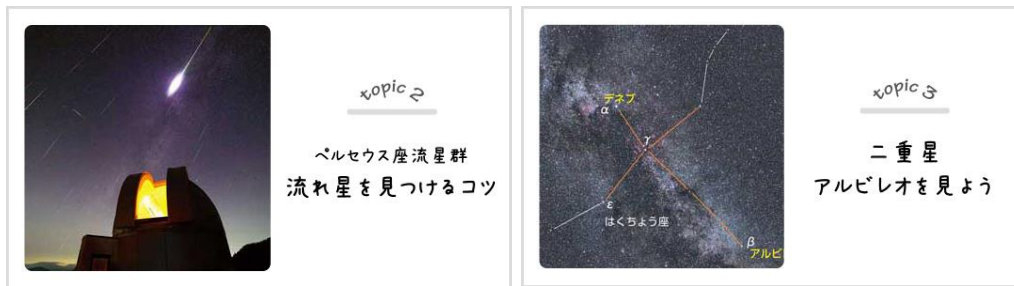 topic 2
ペルセウス座流星群
流れ星を見つけるコツ
デネブ
α
γ
ε
はくちょう座
β
アルビ
topic 3
二重星
アルビレオを見よう